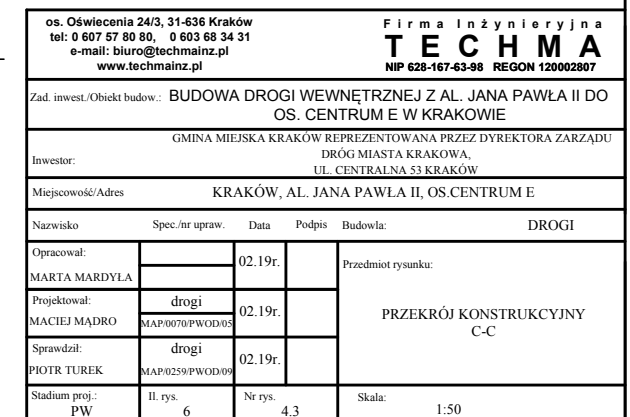 os. Oświecenia 24/3, 31-636 Kraków
tel: 0 607 57 80 80, 0 603 68 34 31
e-mail: biuro@techmainz.pl
www.techmainz.pl
Firma Inżynieryjna
TECHMA
NIP 628-167-63-98 REGON 120002807
Zad. inwest./Obiekt budow.: BUDOWA DROGI WEWNĘTRZNEJ Z AL. JANA PAWŁA II DO
OS. CENTRUM E W KRAKOWIE
GMINA MIEJSKA KRAKÓW REPREZENTOWANA PRZEZ DYREKTORA ZARZĄDU
Inwestor: DRÓG MIASTA KRAKOWA,
UL. CENTRALNA 53 KRAKÓW
Miejscowość/Adres KRAKÓW, AL. JANA PAWŁA II, OS.CENTRUM E
Nazwisko Spec./nr upraw. Data Podpis Budowla: DROGI
Opracował:
MARTA MARDYŁA 02.19r.
Przedmiot rysunku:
PRZEKRÓJ KONSTRUKCYJNY
C-C
Projektował: drogi
MACIEJ MĄDRO MAP/0070/PWOD/05 02.19r.
Sprawdził: drogi
PIOTR TUREK MAP/0259/PWOD/09 02.19r.
Stadium proj.: Il. rys. Nr rys. Skala:
PW 6 4.3 1:50